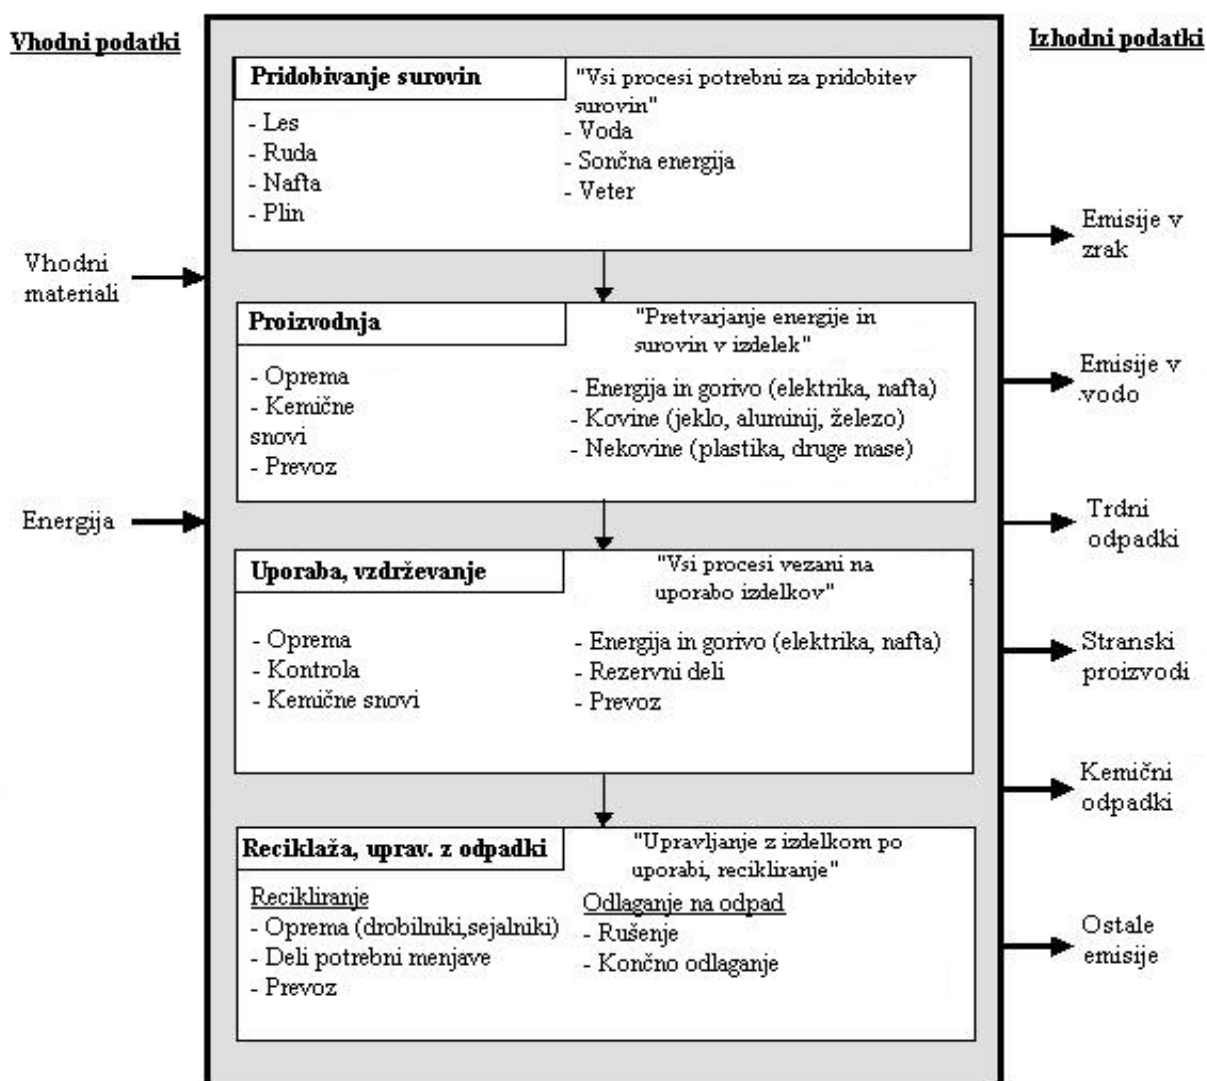 Vhodni podatki
Izhodni podatki
Vhodni
materiali
Energija
Pridobivanje surovin
"Vsi procesi potrebni za pridobitev
surovin"
- Les
- Ruda
- Nafta
- Plin
- Voda
- Sončna energija
- Veter
Proizvodnja
"Pretvarjanje energije in
surovin v izdelek"
- Oprema
- Kemične
snovi
- Prevoz
- Energija in gorivo (elektrika, nafta)
- Kovine (jeklo, aluminij, železo)
- Nekovine (plastika, druge mase)
Uporaba, vzdrževanje
"Vsi procesi vezani na
uporabo izdelkov"
- Oprema
- Kontrola
- Kemične snovi
- Energija in gorivo (elektrika, nafta)
- Rezervni deli
- Prevoz
Reciklaža, uprav. z odpadki
"Upravljanje z izdelkom po
uporabi, recikliranje"
Recikliranje
- Oprema (drobilniki,sejalniki)
- Deli potrebni menjave
- Prevoz
Odlaganje na odpad
- Rušenje
- Končno odlaganje
Emisije v
zrak
Emisije v
vodo
Trdni
odpadki
Stranski
proizvodi
Kemični
odpadki
Ostale
emisije